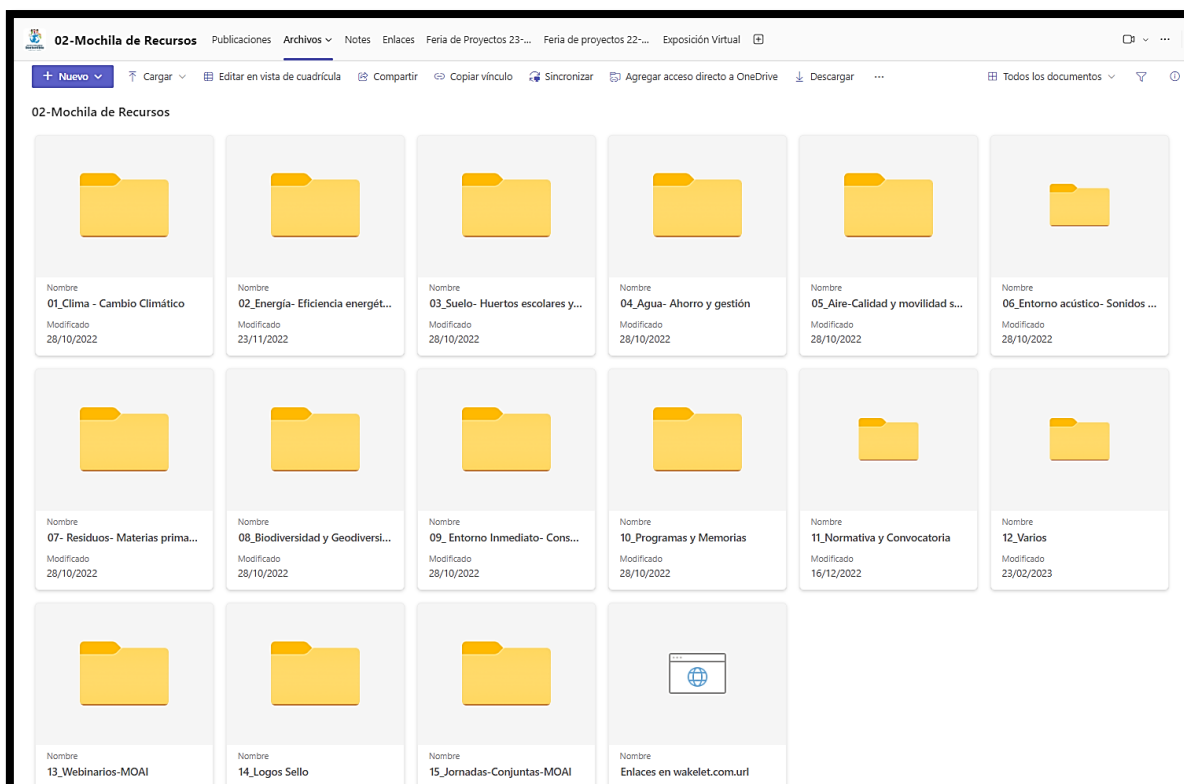 02-Mochila de Recursos Publicaciones Archivos Notes Enlaces Feria de Proyectos 23-... Feria de proyectos 22-... Exposición Virtual
+ Nuevo Cargar Editar en vista de cuadrícula Compartir Copiar vínculo Sincronizar Agregar acceso directo a OneDrive Descargar ... Todos los documentos
02-Mochila de Recursos
Nombre Nombre Nombre Nombre Nombre Nombre
01_Clima - Cambio Climático 02_Energía- Eficiencia energét... 03_Suelo- Huertos escolares y... 04_Agua- Ahorro y gestión 05_Aire-Calidad y movilidad s... 06_Entorno acústico- Sonidos ...
Modificado Modificado Modificado Modificado Modificado Modificado
28/10/2022 23/11/2022 28/10/2022 28/10/2022 28/10/2022 28/10/2022
Nombre Nombre Nombre Nombre Nombre Nombre
07- Residuos- Materias prima... 08_Biodiversidad y Geodiversi... 09_ Entorno Inmediato- Cons... 10_Programas y Memorias 11_Normativa y Convocatoria 12_Varios
Modificado Modificado Modificado Modificado Modificado Modificado
28/10/2022 28/10/2022 28/10/2022 28/10/2022 16/12/2022 23/02/2023
Nombre Nombre Nombre Nombre
13_Webinarios-MOAI 14_Logos Sello 15_Jornadas-Conjuntas-MOAI Enlaces en wakelet.com.url